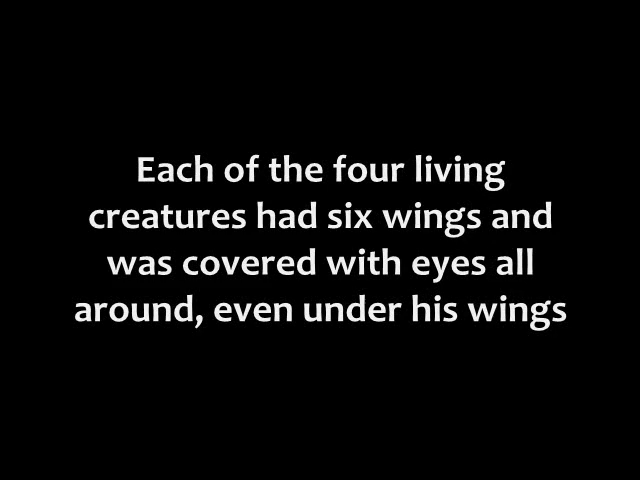 Each of the four living
creatures had six wings and
was covered with eyes all
around, even under his wings